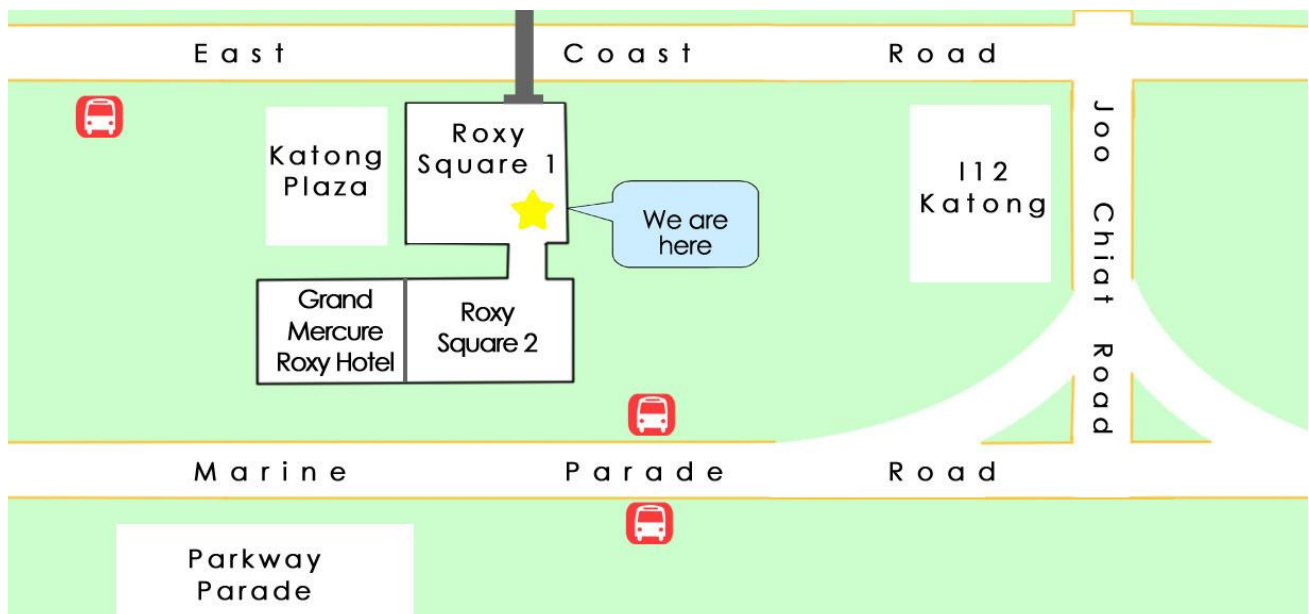 East Coast Road
Katong
Plaza
Roxy
Square 1
We are
here
I12
Katong
Joo Chiat Road
Grand
Mercure
Roxy Hotel
Roxy
Square 2
Marine Parade Road
Parkway
Parade